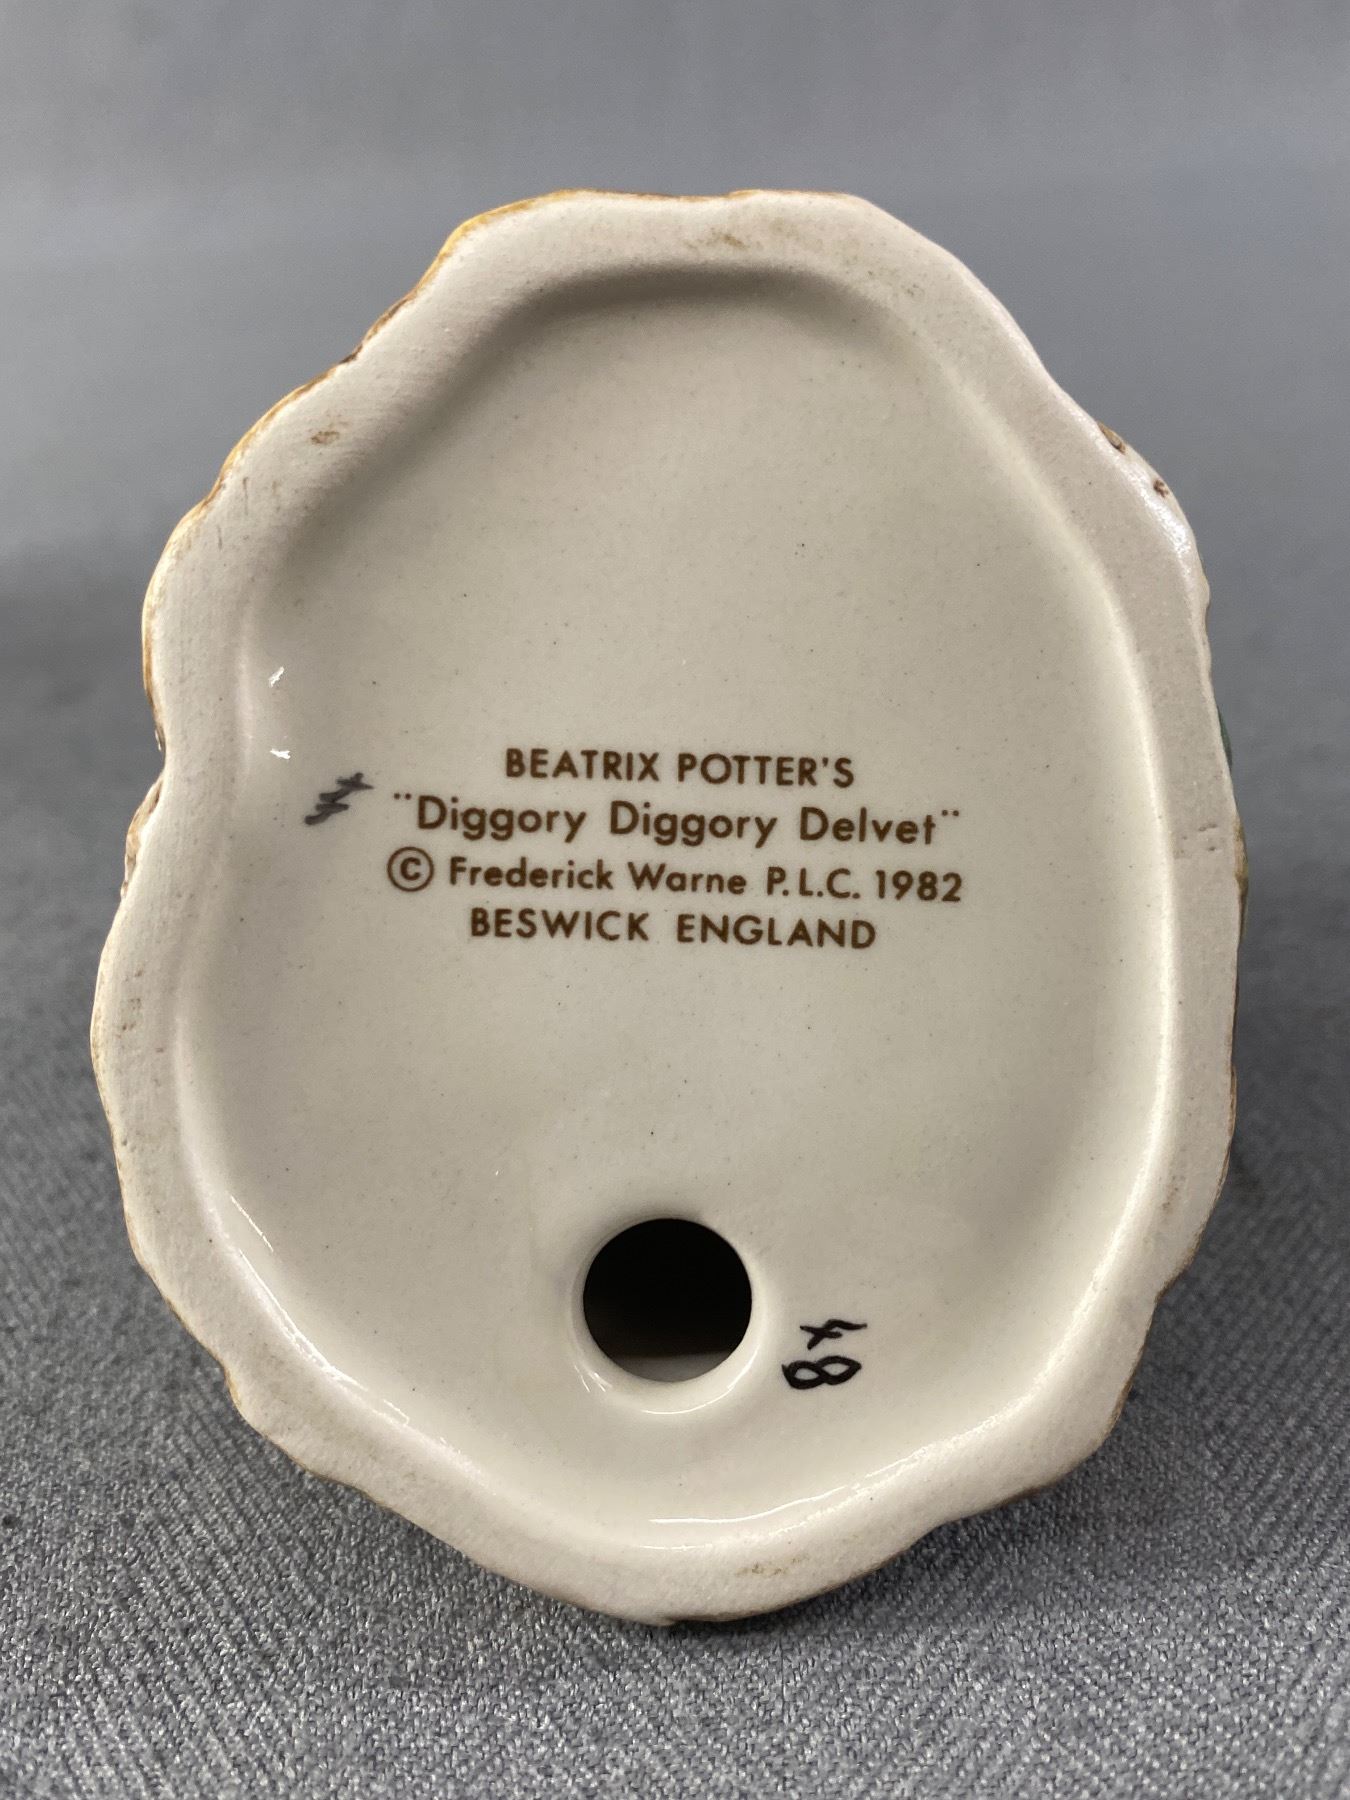 BEATRIX POTTER'S
"Diggory Diggory Delvet"
© Frederick Warne P.L.C. 1982
BESWICK ENGLAND